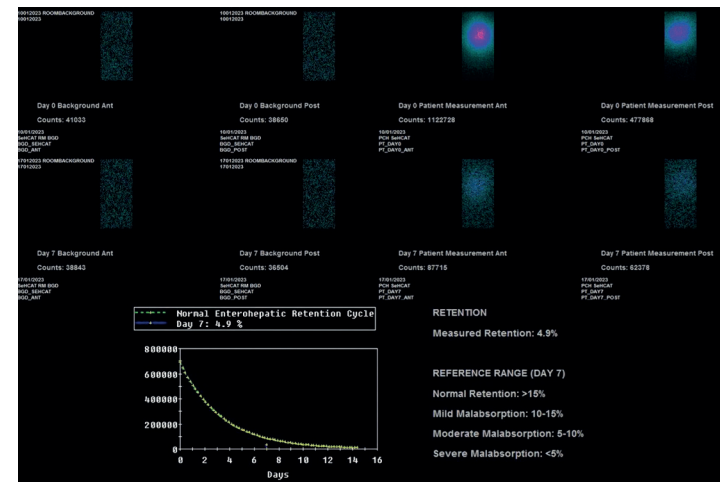 10012023 ROOMBACKGROUND
10012023
10012023 ROOMBACKGROUND
10012023
Day 0 Background Ant
Day 0 Background Post
Day 0 Patient Measurement Ant
Day 0 Patient Measurement Post
Counts: 41033
Counts: 38650
Counts: 1122728
Counts: 477868
10/01/2023
SeHCAT RM BGD
BGD_SEHCAT
BGD_ANT
10/01/2023
SeHCAT RM BGD
BGD_SEHCAT
BGD_POST
10/01/2023
PCH SeHCAT
PT_DAY0
PT_DAY0_ANT
10/01/2023
PCH SeHCAT
PT_DAY0
PT_DAY0_POST
17012023 ROOMBACKGROUND
17012023
17012023 ROOMBACKGROUND
17012023
Day 7 Background Ant
Day 7 Background Post
Day 7 Patient Measurement Ant
Day 7 Patient Measurement Post
Counts: 38843
Counts: 36504
Counts: 87715
Counts: 62378
17/01/2023
SeHCAT RM BGD
BGD_SEHCAT
BGD_ANT
17/01/2023
SeHCAT RM BGD
BGD_SEHCAT
BGD_POST
17/01/2023
PCH SeHCAT
PT_DAY7
PT_DAY7_ANT
17/01/2023
PCH SeHCAT
PT_DAY7
PT_DAY7_POST
Normal Enterohepatic Retention Cycle
Day 7: 4.9 %
800000
600000
400000
200000
0
0 2 4 6 8 10 12 14 16
Days
RETENTION
Measured Retention: 4.9%
REFERENCE RANGE (DAY 7)
Normal Retention: >15%
Mild Malabsorption: 10-15%
Moderate Malabsorption: 5-10%
Severe Malabsorption: <5%